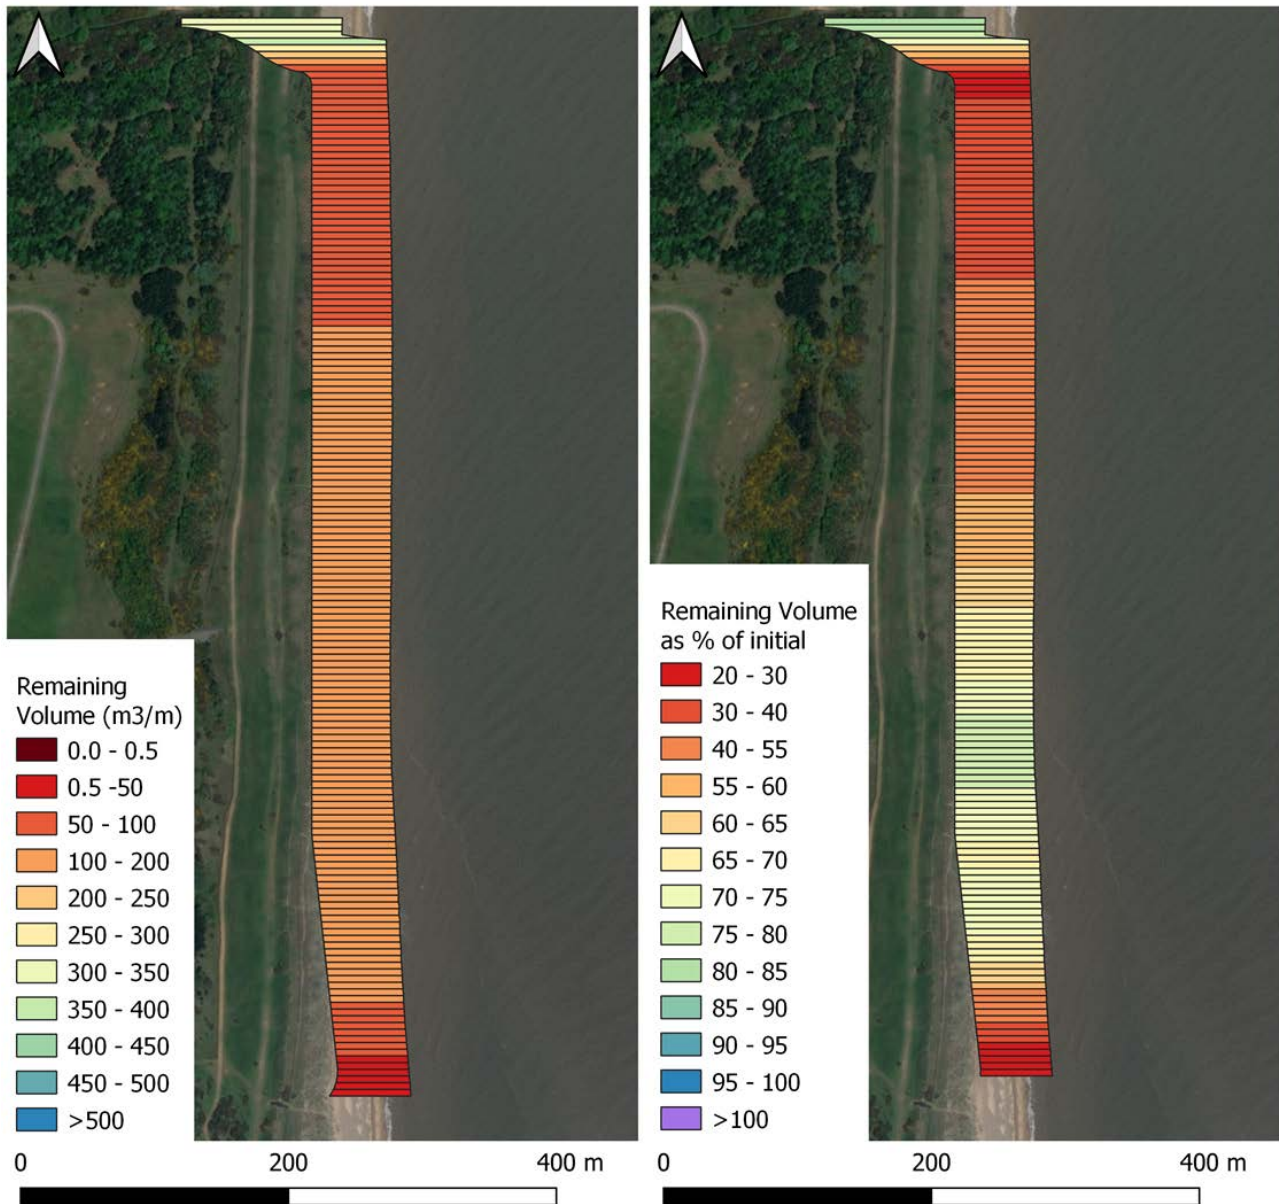 Remaining
Volume (m3/m)
0.0 - 0.5
0.5 -50
50 - 100
100 - 200
200 - 250
250 - 300
300 - 350
350 - 400
400 - 450
450 - 500
>500
0 200 400 m
Remaining Volume
as % of initial
20 - 30
30 - 40
40 - 55
55 - 60
60 - 65
65 - 70
70 - 75
75 - 80
80 - 85
85 - 90
90 - 95
95 - 100
>100
0 200 400 m